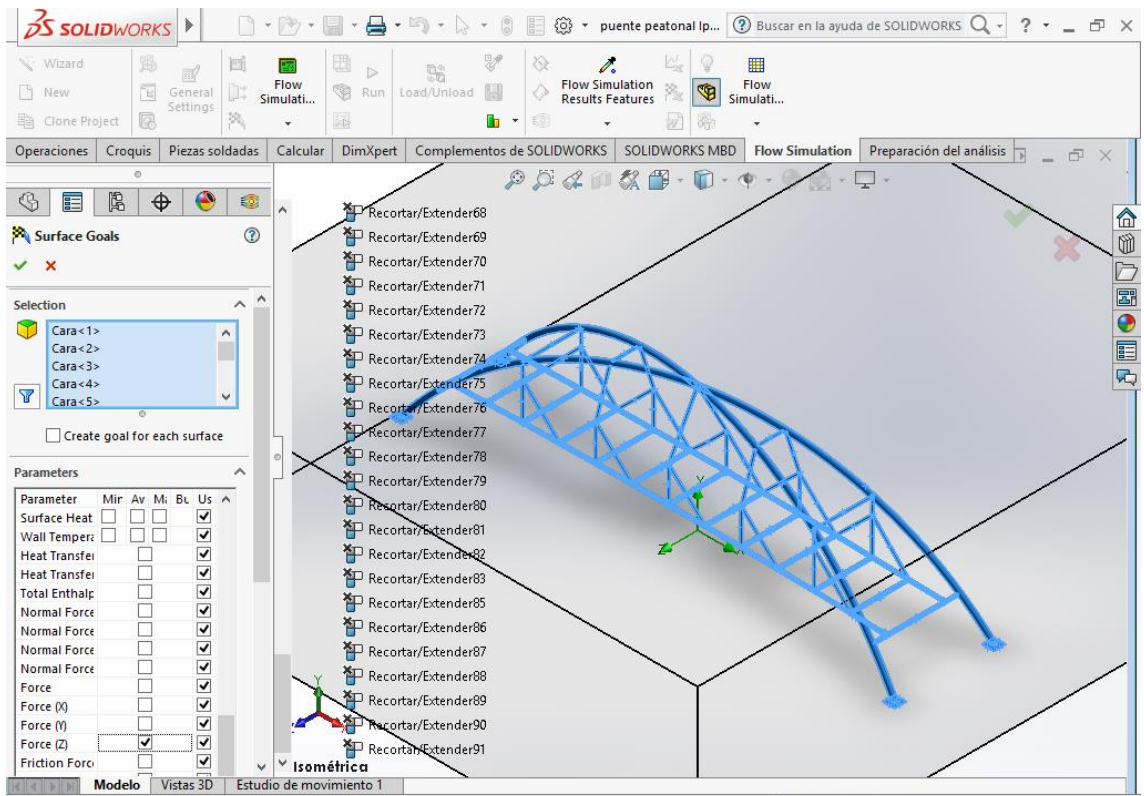 SOLIDWORKS
puente peatonal lp...
Buscar en la ayuda de SOLIDWORKS
?
Wizard
New
Clone Project
General Settings
Flow Simulati...
Run
Load/Unload
Flow Simulation Results Features
Flow Simulati...
Operaciones Croquis Piezas soldadas Calcular DimXpert Complementos de SOLIDWORKS SOLIDWORKS MBD Flow Simulation Preparación del análisis
Surface Goals
Selection
Cara<1>
Cara<2>
Cara<3>
Cara<4>
Cara<5>
Create goal for each surface
Parameters
Parameter Mir Av Ma Bu Us
Surface Heat
Wall Tempera
Heat Transfer
Heat Transfer
Total Enthalp
Normal Force
Normal Force
Normal Force
Normal Force
Force
Force (X)
Force (Y)
Force (Z)
Friction Forc
Recortar/Extender68
Recortar/Extender69
Recortar/Extender70
Recortar/Extender71
Recortar/Extender72
Recortar/Extender73
Recortar/Extender74
Recortar/Extender75
Recortar/Extender76
Recortar/Extender77
Recortar/Extender78
Recortar/Extender79
Recortar/Extender80
Recortar/Extender81
Recortar/Extender82
Recortar/Extender83
Recortar/Extender85
Recortar/Extender86
Recortar/Extender87
Recortar/Extender88
Recortar/Extender89
Recortar/Extender90
Recortar/Extender91
Y
Z
Y
Isométrica
Modelo Vistas 3D Estudio de movimiento 1